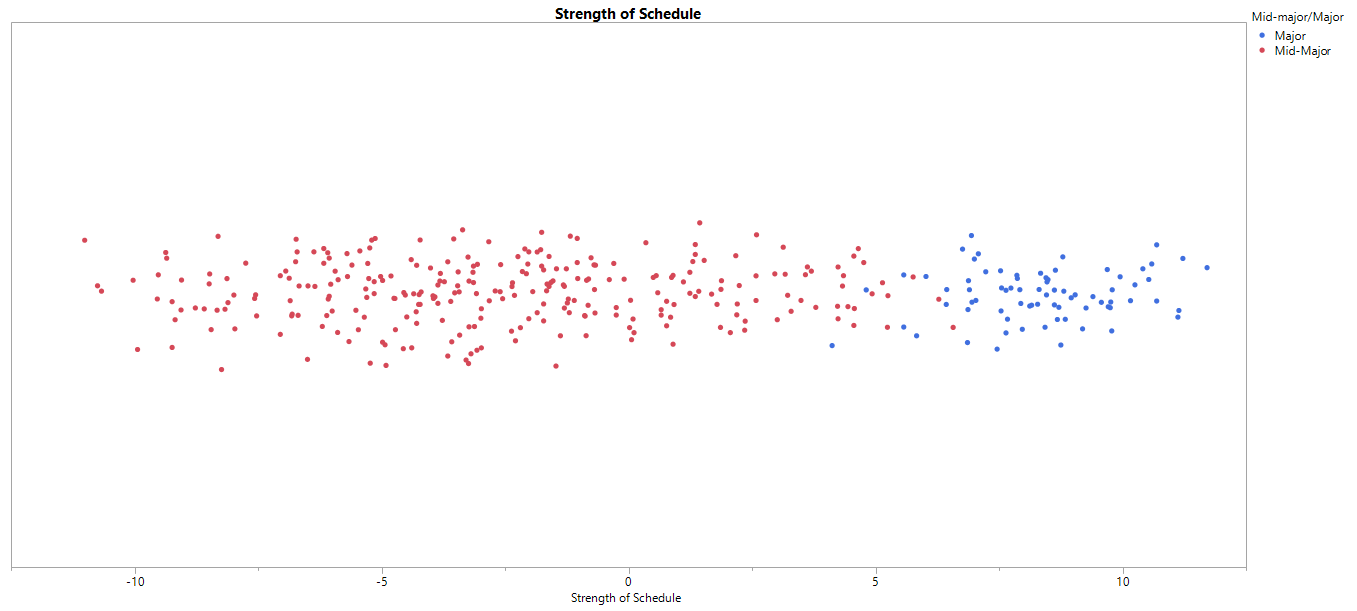 Strength of Schedule
Mid-major/Major
Major
Mid-Major
-10
-5
0
5
10
Strength of Schedule